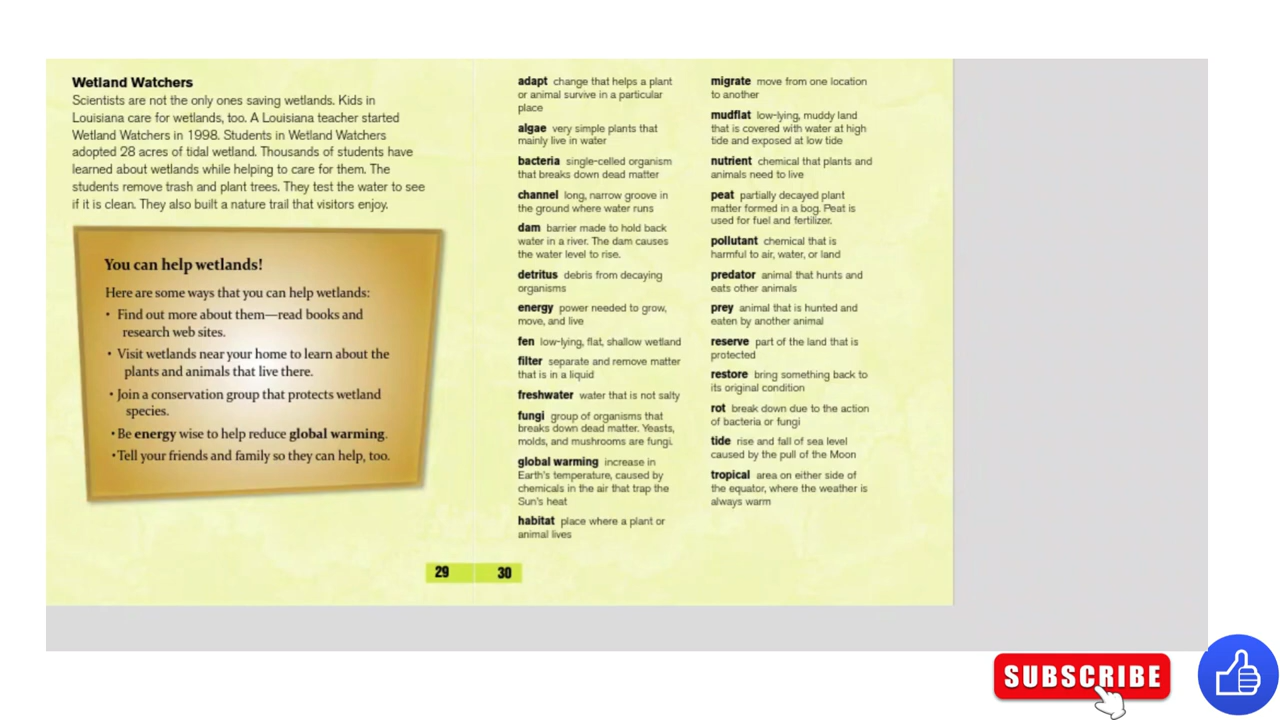 Wetland Watchers
Scientists are not the only ones saving wetlands. Kids in
Louisiana care for wetlands, too. A Louisiana teacher started
Wetland Watchers in 1998. Students in Wetland Watchers
adopted 28 acres of tidal wetland. Thousands of students have
learned about wetlands while helping to care for them. The
students remove trash and plant trees. They test the water to see
if it is clean. They also built a nature trail that visitors enjoy.
You can help wetlands!
Here are some ways that you can help wetlands:
• Find out more about them—read books and
research web sites.
• Visit wetlands near your home to learn about the
plants and animals that live there.
• Join a conservation group that protects wetland
species.
• Be energy wise to help reduce global warming.
• Tell your friends and family so they can help, too.
29
adapt change that helps a plant
or animal survive in a particular
place
algae very simple plants that
mainly live in water
bacteria single-celled organism
that breaks down dead matter
channel long, narrow groove in
the ground where water runs
dam barrier made to hold back
water in a river. The dam causes
the water level to rise.
detritus debris from decaying
organisms
energy power needed to grow,
move, and live
fen low-lying, flat, shallow wetland
filter separate and remove matter
that is in a liquid
freshwater water that is not salty
fungi group of organisms that
breaks down dead matter. Yeasts,
molds, and mushrooms are fungi.
global warming increase in
Earth's temperature, caused by
chemicals in the air that trap the
Sun's heat
habitat place where a plant or
animal lives
migrate move from one location
to another
mudflat low-lying, muddy land
that is covered with water at high
tide and exposed at low tide
nutrient chemical that plants and
animals need to live
peat partially decayed plant
matter formed in a bog. Peat is
used for fuel and fertilizer.
pollutant chemical that is
harmful to air, water, or land
predator animal that hunts and
eats other animals
prey animal that is hunted and
eaten by another animal
reserve part of the land that is
protected
restore bring something back to
its original condition
rot break down due to the action
of bacteria or fungi
tide rise and fall of sea level
caused by the pull of the Moon
tropical area on either side of
the equator, where the weather is
always warm
30
SUBSCRIBE